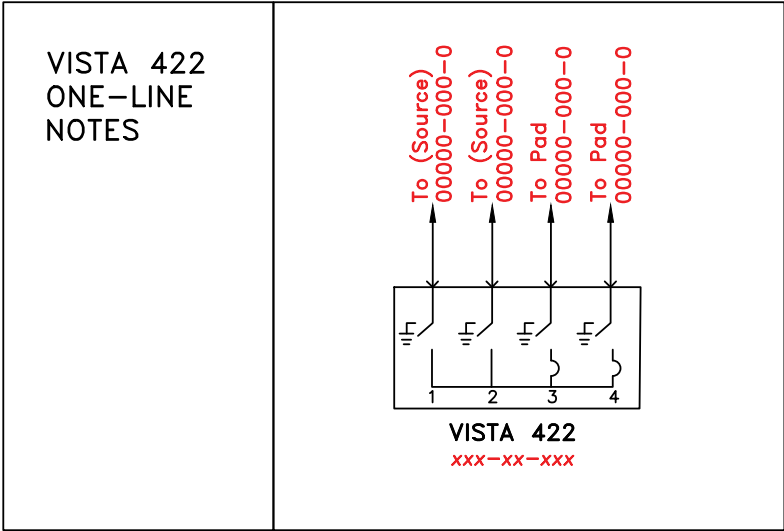 VISTA 422
ONE-LINE
NOTES
To (Source)
00000-000-0
To (Source)
00000-000-0
To Pad
00000-000-0
To Pad
00000-000-0
1 2 3 4
VISTA 422
xxx-xx-xxx